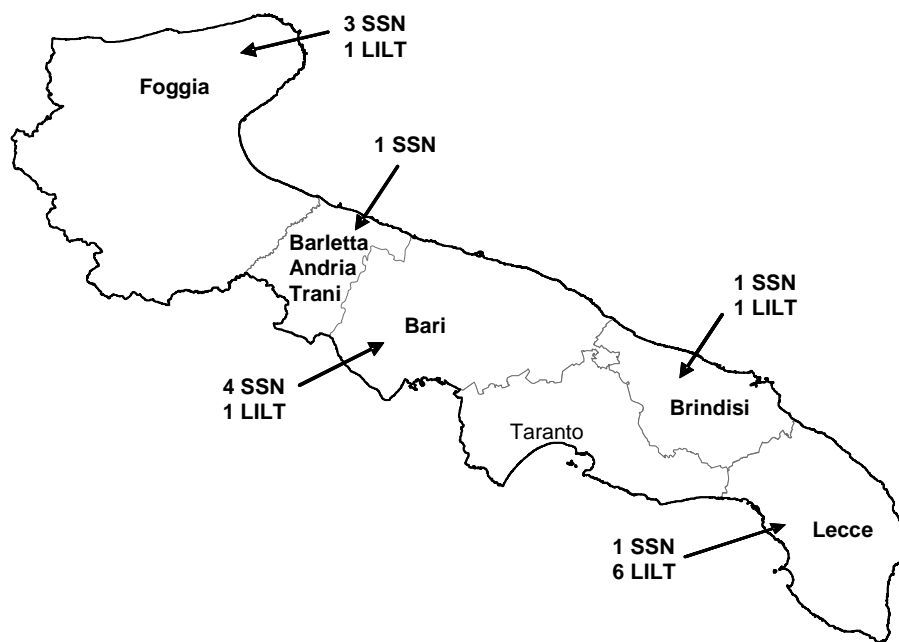 3 SSN
1 LILT
Foggia
1 SSN
Barletta
Andria
Trani
1 SSN
1 LILT
Bari
4 SSN
1 LILT
Brindisi
Taranto
Lecce
1 SSN
6 LILT